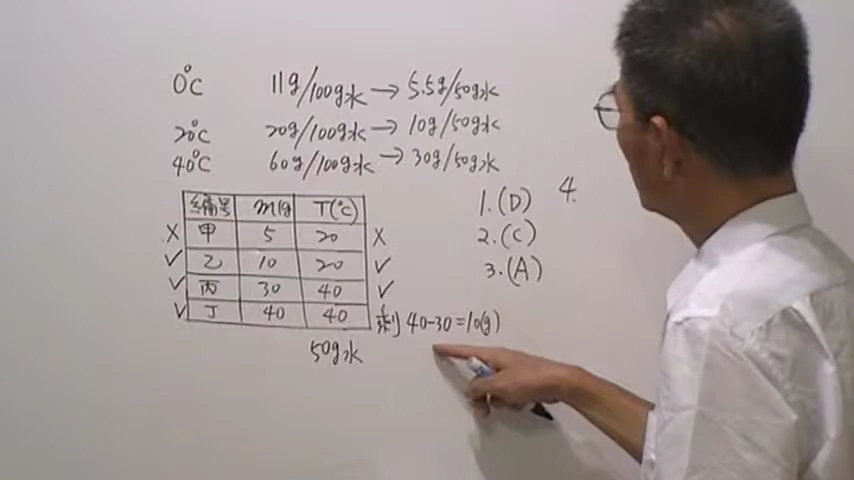 0°C 11g/100g水→5.5g/50g水
20°C 20g/100g水→10g/50g水
40°C 60g/100g水→30g/50g水
編号 m(g T(°C)
X 甲 5 20 X
✓ 乙 10 20 ✓
✓ 丙 30 40 ✓
✓ 丁 40 40 剩 40-30=10(g)
50g水
1.(D)
2.(C)
3.(A)
4.